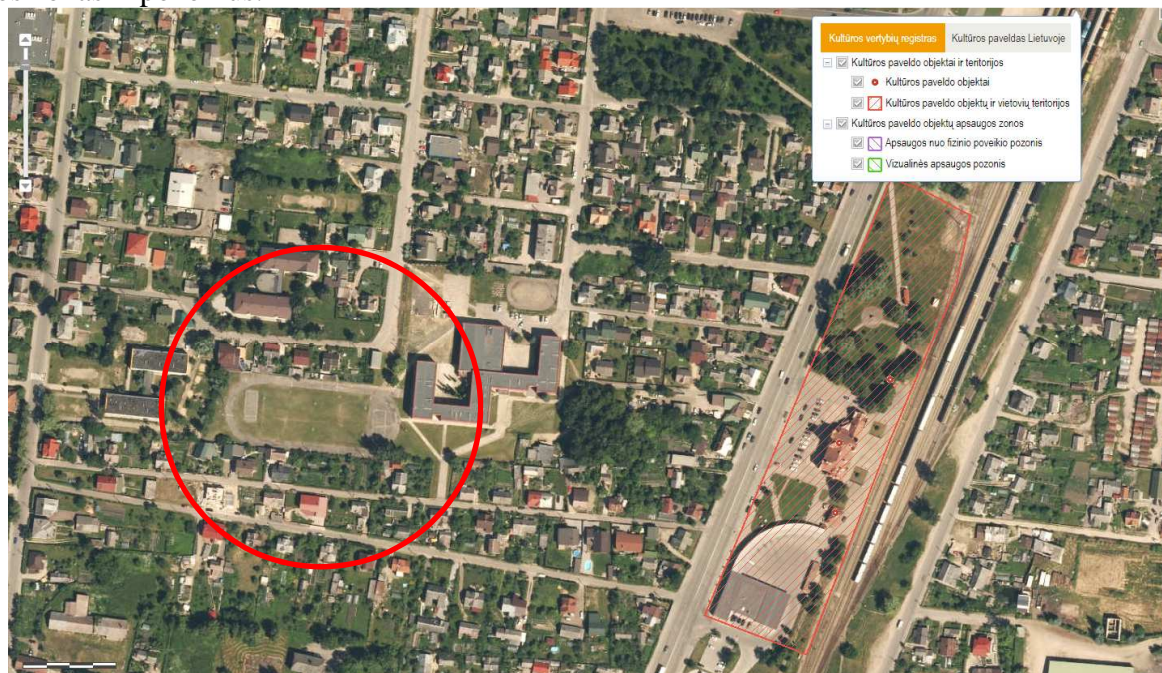 Kultūros vertybių registras Kultūros paveldas Lietuvoje
Kultūros paveldo objektai ir teritorijos
Kultūros paveldo objektai
Kultūros paveldo objektų ir vietovių teritorijos
Kultūros paveldo objektų apsaugos zonos
Apsaugos nuo fizinio poveikio pozonis
Vizualinės apsaugos pozonis